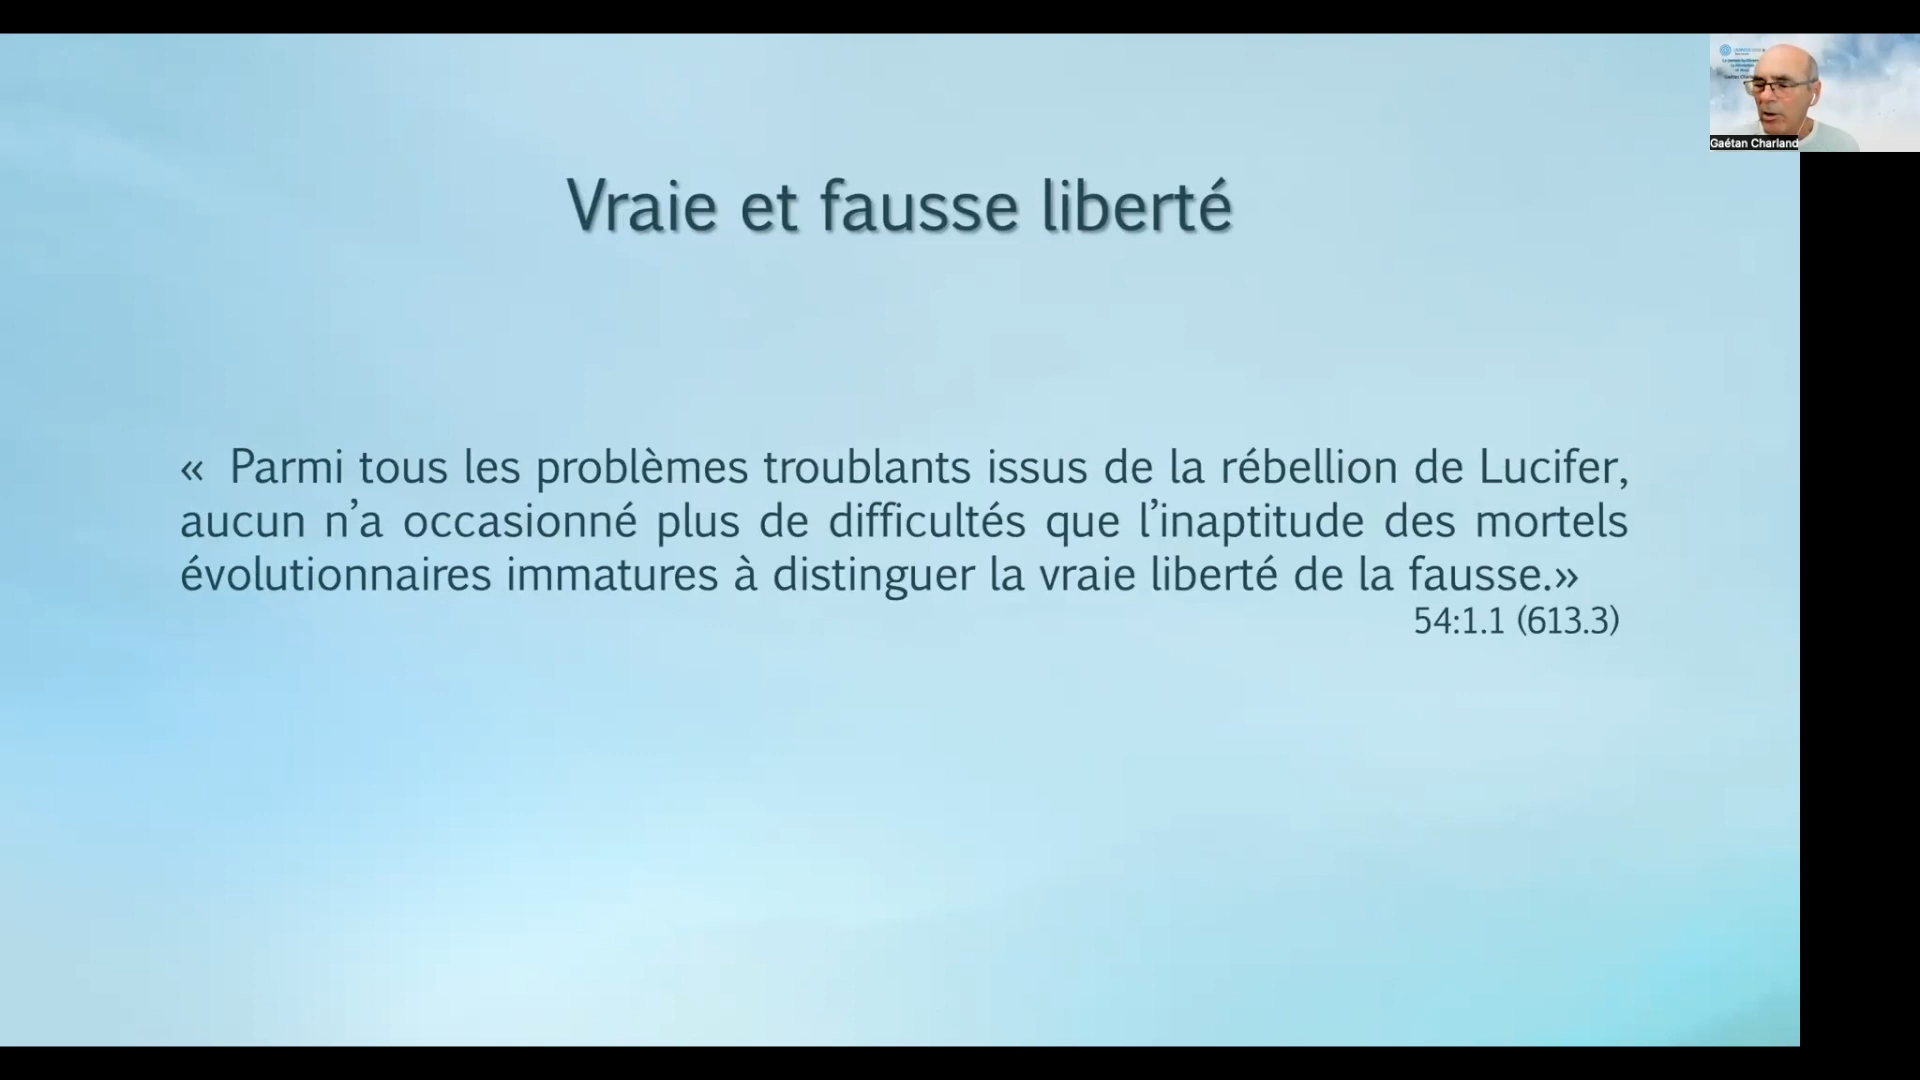 Gaétan Charland
Vraie et fausse liberté
«  Parmi tous les problèmes troublants issus de la rébellion de Lucifer,
aucun n’a occasionné plus de difficultés que l’inaptitude des mortels
évolutionnaires immatures à distinguer la vraie liberté de la fausse.»
54:1.1 (613.3)